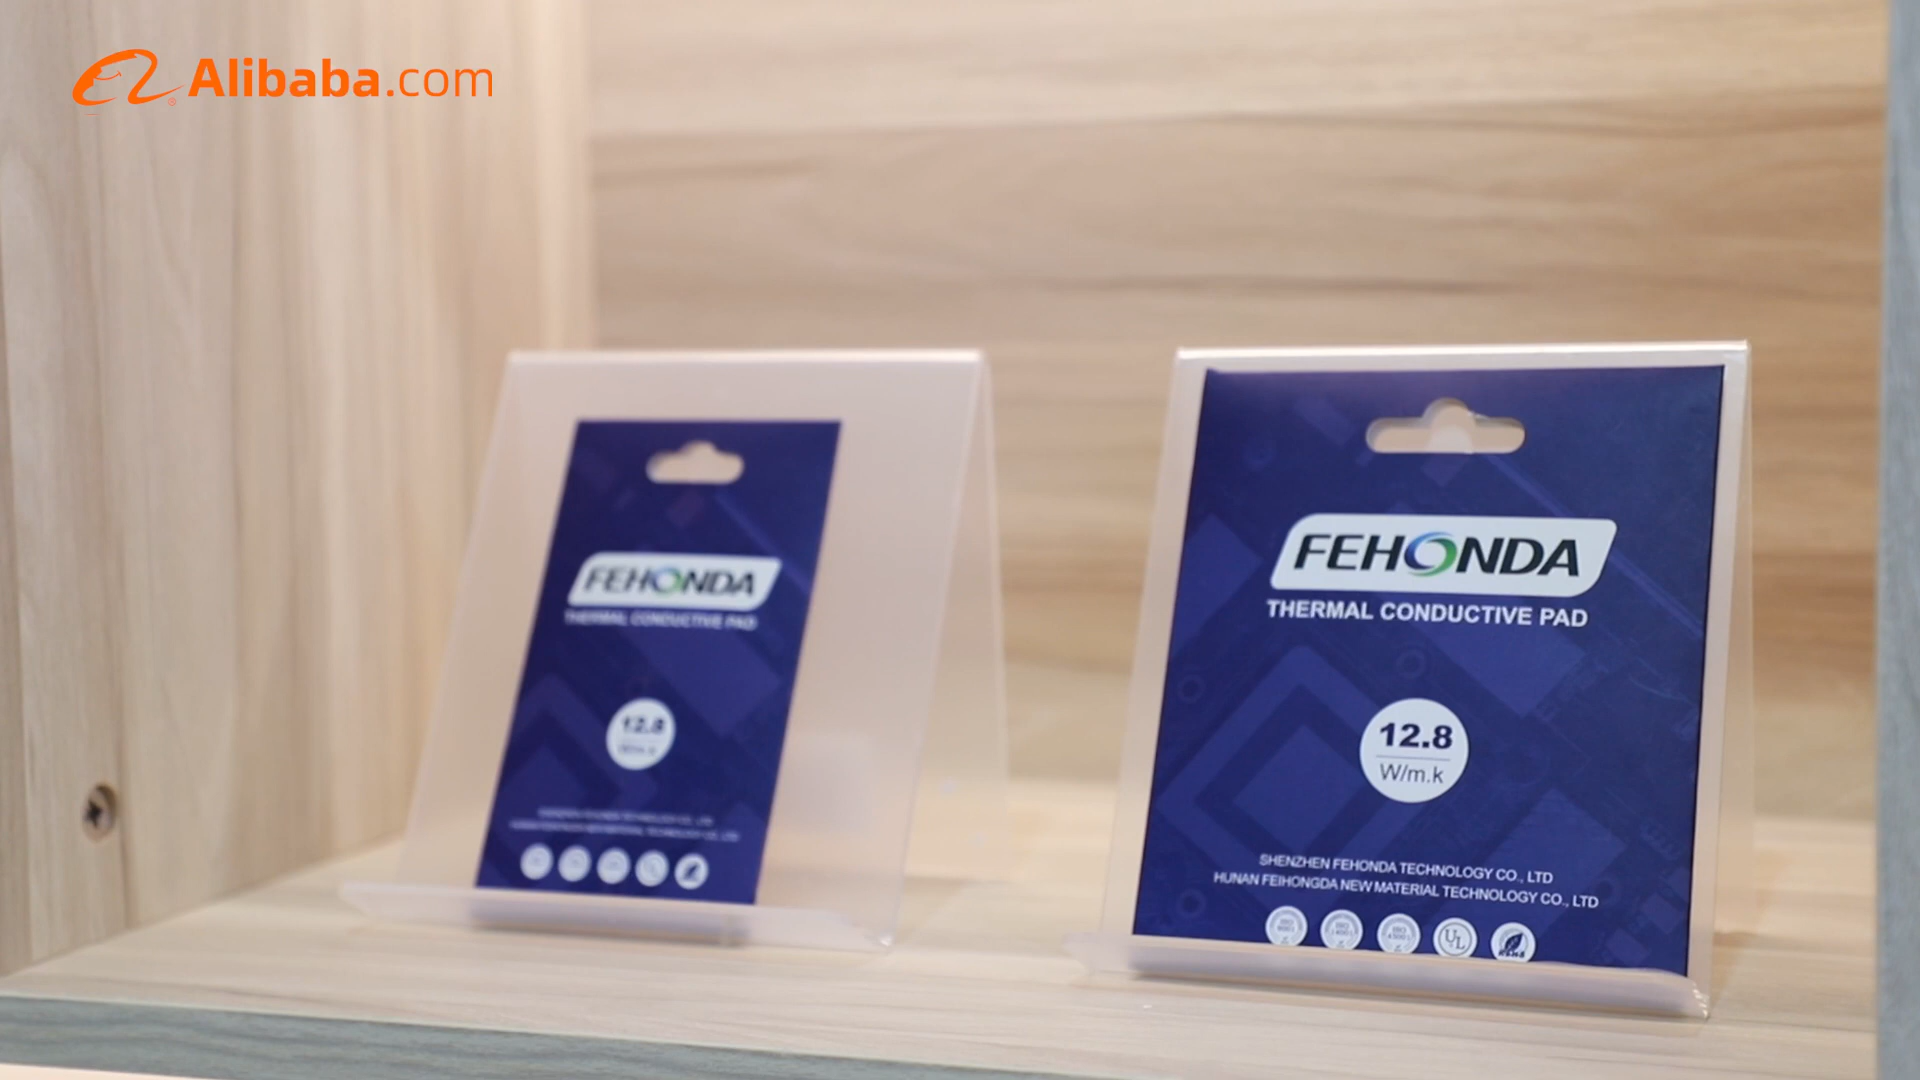 Alibaba.com
FEHONDA
THERMAL CONDUCTIVE PAD
12.8
W/m.k
FEHONDA
THERMAL CONDUCTIVE PAD
12.8
W/m.k
SHENZHEN FEHONDA TECHNOLOGY CO., LTD
HUNAN FEIHONGDA NEW MATERIAL TECHNOLOGY CO., LTD
UL